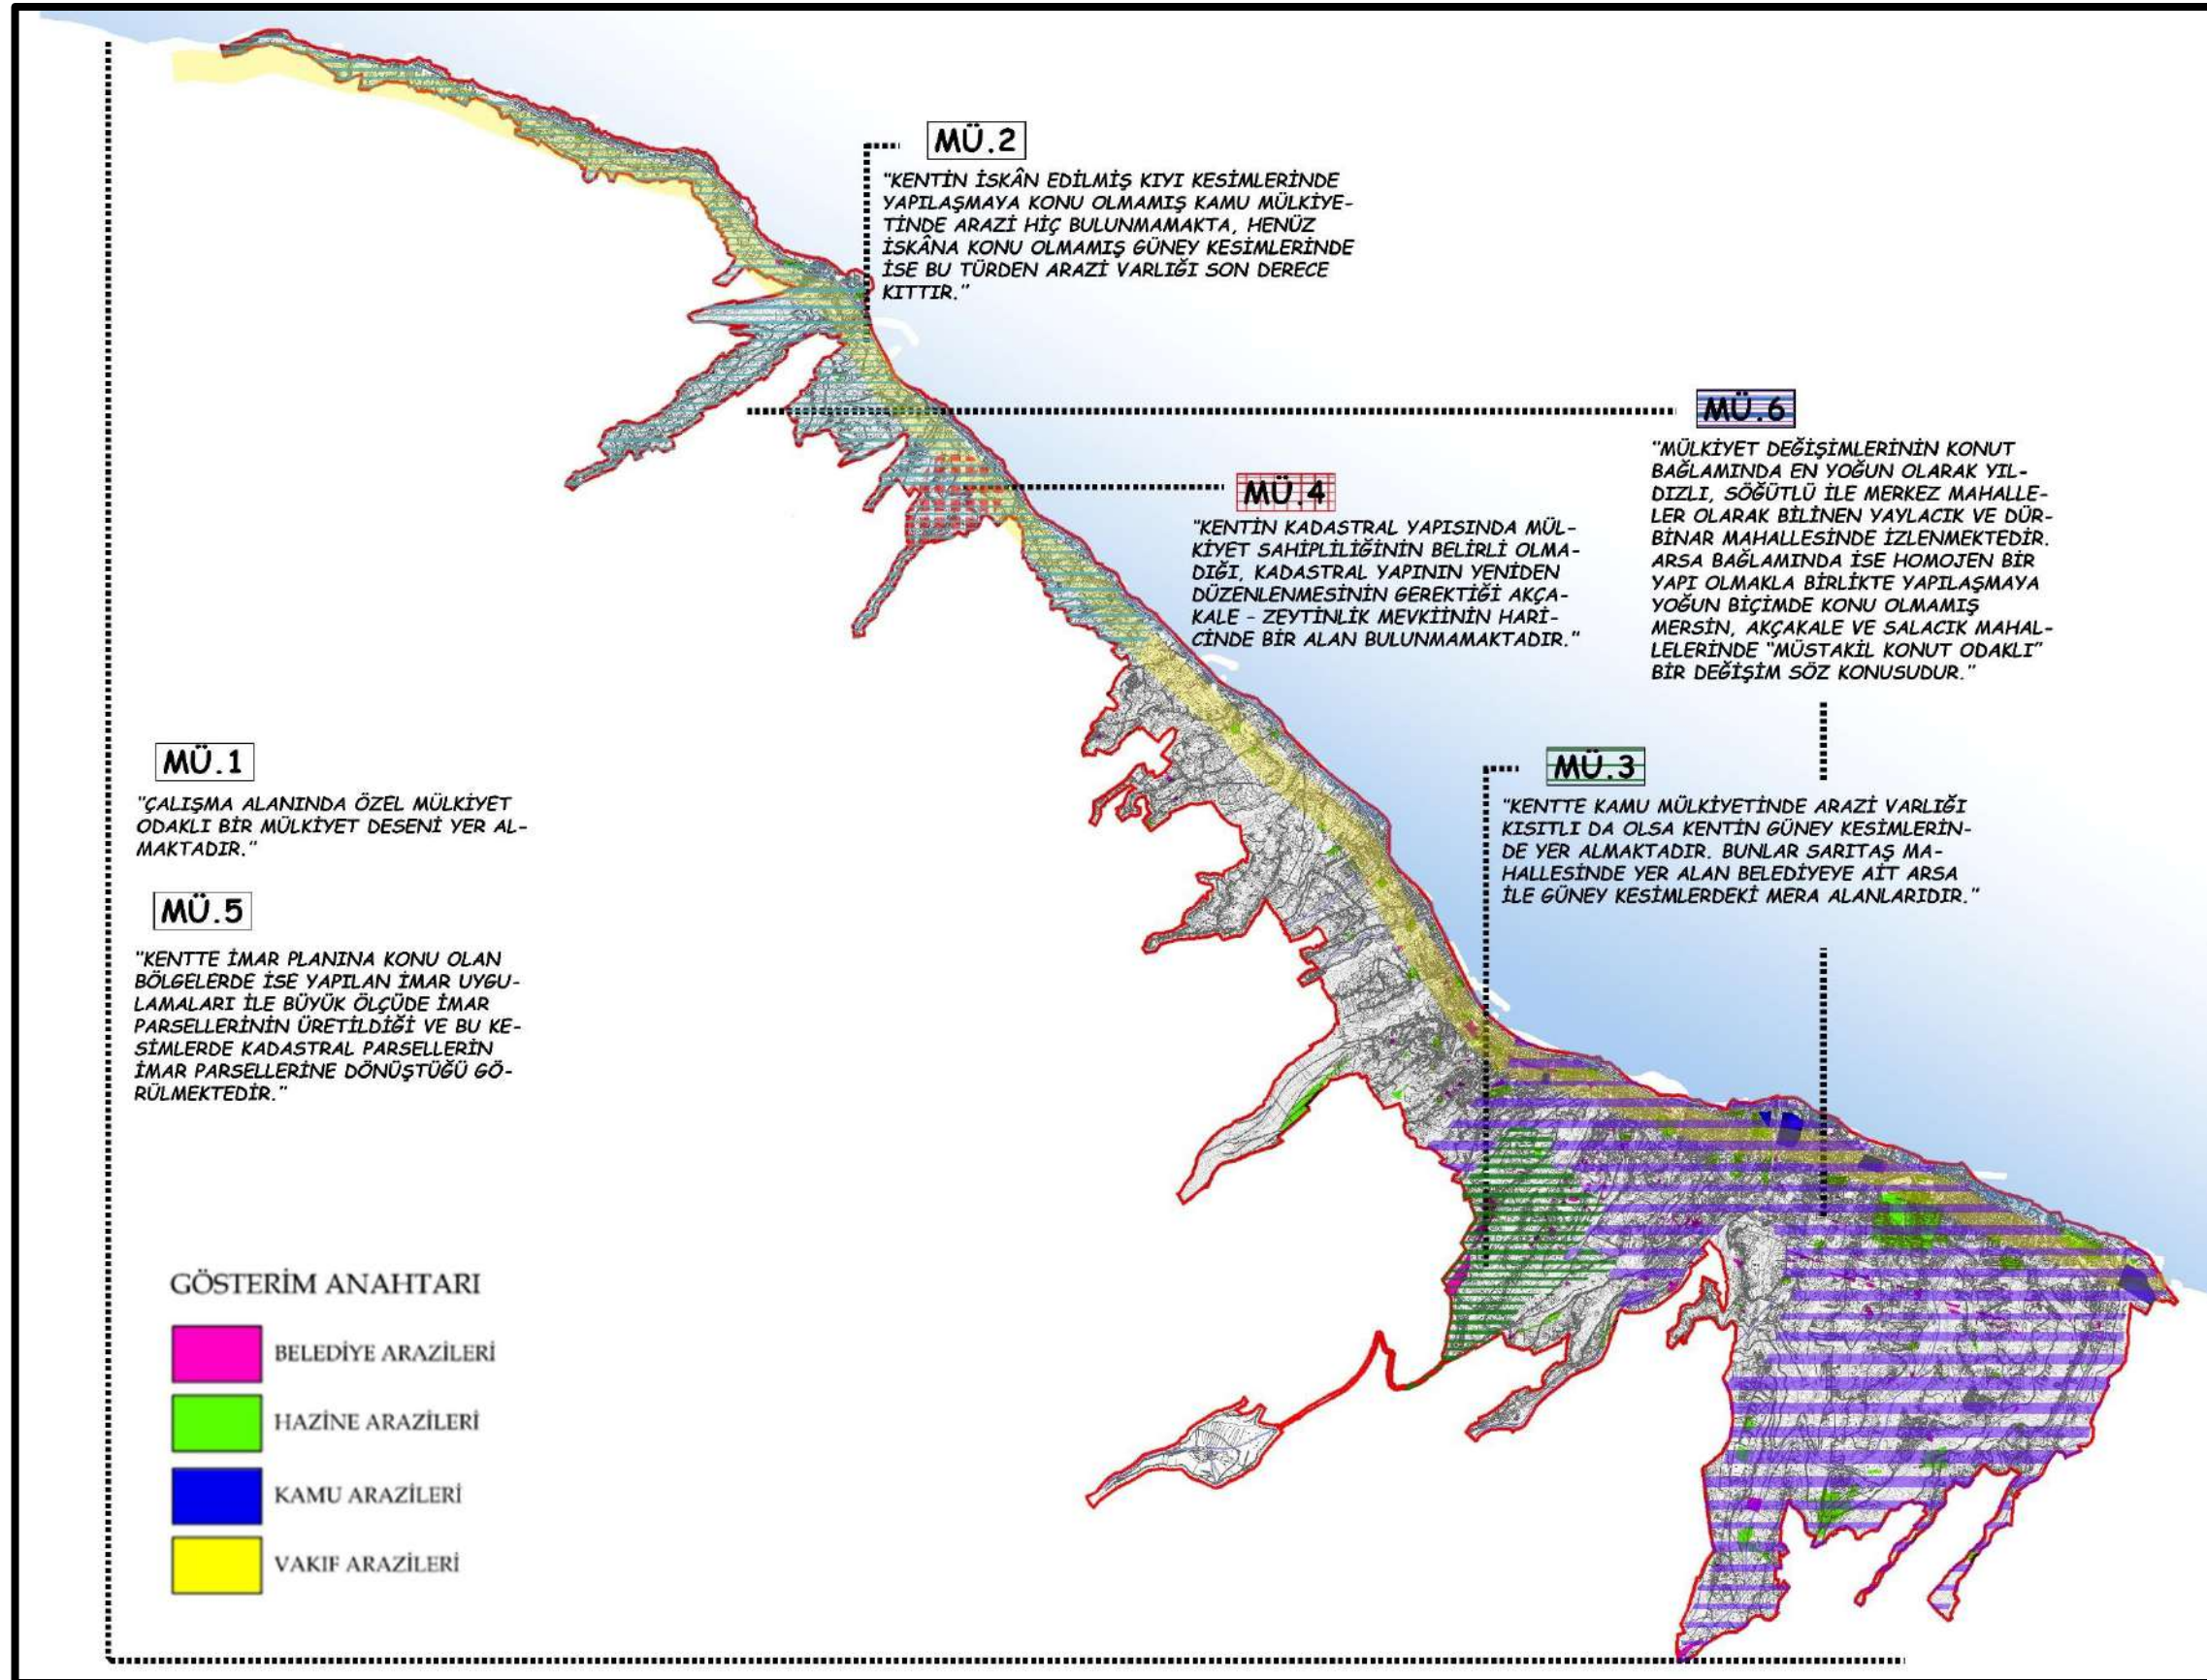 MÜ.2
"KENTİN İSKÂN EDİLMİŞ KIYI KESİMLERİNDE
YAPILAŞMAYA KONU OLMAMIŞ KAMU MÜLKİYE-
TİNDE ARAZİ HİÇ BULUNMAMAKTA, HENÜZ
İSKÂNA KONU OLMAMIŞ GÜNEY KESİMLERİNDE
İSE BU TÜRDEN ARAZİ VARLIĞI SON DERECE
KITTIR."
MÜ.6
"MÜLKİYET DEĞİŞİMLERİNİN KONUT
BAĞLAMINDA EN YOĞUN OLARAK YIL-
DIZLI, SÖĞÜTLÜ İLE MERKEZ MAHALLE-
LER OLARAK BİLİNEN YAYLACIK VE DÜR-
BİNAR MAHALLESİNDE İZLENMEKTEDİR.
ARSA BAĞLAMINDA İSE HOMOJEN BİR
YAPI OLMAKLA BİRLİKTE YAPILAŞMAYA
YOĞUN BİÇİMDE KONU OLMAMIŞ
MERSİN, AKÇAKALE VE SALACIK MAHAL-
LELERİNDE "MÜSTAKİL KONUT ODAKLI"
BİR DEĞİŞİM SÖZ KONUSUDUR."
MÜ.4
"KENTİN KADASTRAL YAPISINDA MÜL-
KİYET SAHİPLİLİĞİNİN BELİRLİ OLMA-
DIĞI, KADASTRAL YAPININ YENİDEN
DÜZENLENMESİNİN GEREKTİĞİ AKÇA-
KALE - ZEYTİNLİK MEVKİİNİN HARİ-
CİNDE BİR ALAN BULUNMAMAKTADIR."
MÜ.1
"ÇALIŞMA ALANINDA ÖZEL MÜLKİYET
ODAKLI BİR MÜLKİYET DESENİ YER AL-
MAKTADIR."
MÜ.3
"KENTTE KAMU MÜLKİYETİNDE ARAZİ VARLIĞI
KISITLI DA OLSA KENTİN GÜNEY KESİMLERİN-
DE YER ALMAKTADIR. BUNLAR SARITAŞ MA-
HALLESİNDE YER ALAN BELEDİYEYE AİT ARSA
İLE GÜNEY KESİMLERDEKİ MERA ALANLARIDIR."
MÜ.5
"KENTTE İMAR PLANINA KONU OLAN
BÖLGELERDE İSE YAPILAN İMAR UYGU-
LAMALARI İLE BÜYÜK ÖLÇÜDE İMAR
PARSELLERİNİN ÜRETİLDİĞİ VE BU KE-
SİMLERDE KADASTRAL PARSELLERİN
İMAR PARSELLERİNE DÖNÜŞTÜĞÜ GÖ-
RÜLMEKTEDİR."
GÖSTERİM ANAHTARI
BELEDİYE ARAZİLERİ
HAZİNE ARAZİLERİ
KAMU ARAZİLERİ
VAKIF ARAZİLERİ